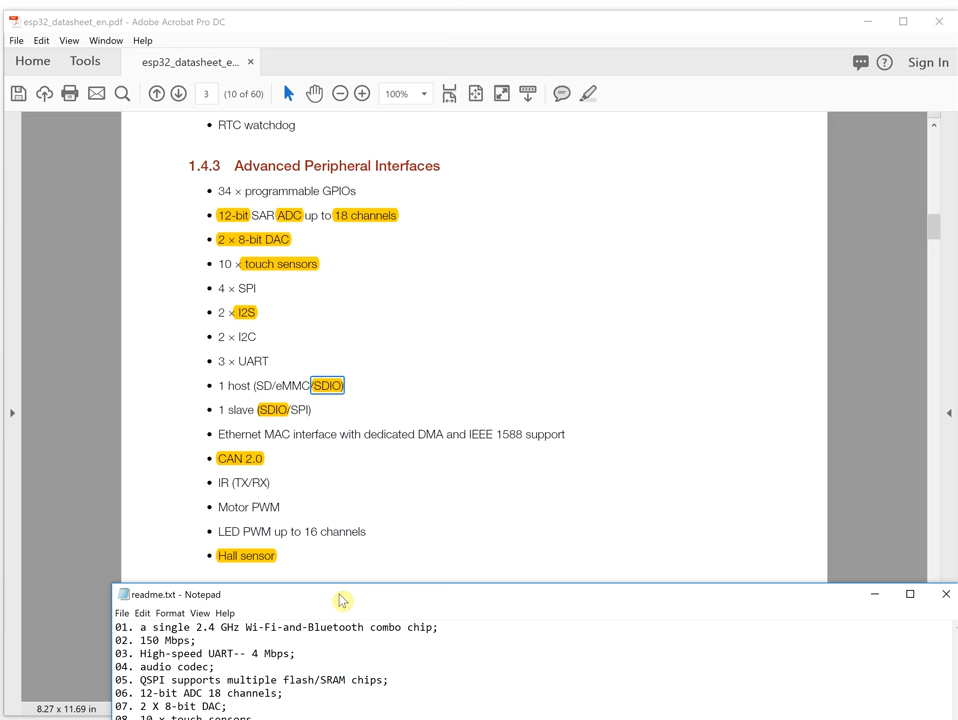 esp32_datasheet_en.pdf - Adobe Acrobat Pro DC
File Edit View Window Help
Home Tools esp32_datasheet_e... × Sign In
3 (10 of 60) 100%
• RTC watchdog
1.4.3 Advanced Peripheral Interfaces
• 34 × programmable GPIOs
• 12-bit SAR ADC up to 18 channels
• 2 × 8-bit DAC
• 10 × touch sensors
• 4 × SPI
• 2 × I2S
• 2 × I2C
• 3 × UART
• 1 host (SD/eMMC/SDIO)
• 1 slave (SDIO/SPI)
• Ethernet MAC interface with dedicated DMA and IEEE 1588 support
• CAN 2.0
• IR (TX/RX)
• Motor PWM
• LED PWM up to 16 channels
• Hall sensor
readme.txt - Notepad
File Edit Format View Help
01. a single 2.4 GHz Wi-Fi-and-Bluetooth combo chip;
02. 150 Mbps;
03. High-speed UART-- 4 Mbps;
04. audio codec;
05. QSPI supports multiple flash/SRAM chips;
06. 12-bit ADC 18 channels;
07. 2 X 8-bit DAC;
08. 10 x touch sensors
8.27 x 11.69 in